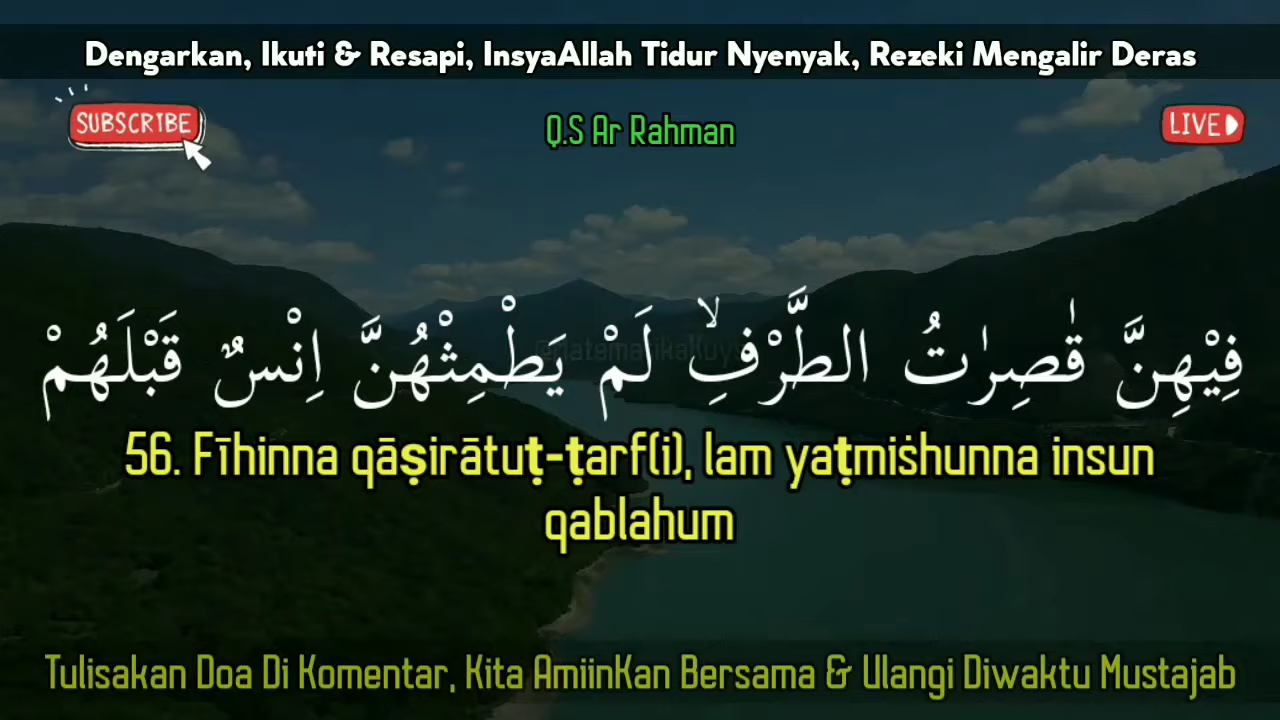 Dengarkan, Ikuti & Resapi, InsyaAllah Tidur Nyenyak, Rezeki Mengalir Deras
SUBSCRIBE
Q.S Ar Rahman
LIVE
فِيْهِنَّ قٰصِرٰتُ الطَّرْفِۙ لَمْ يَطْمِثْهُنَّ اِنْسٌ قَبْلَهُمْ
56. Fīhinna qāṣirātuṭ-ṭarf(i), lam yaṭmiṡhunna insun
qablahum
Tulisakan Doa Di Komentar, Kita AmiinKan Bersama & Ulangi Diwaktu Mustajab